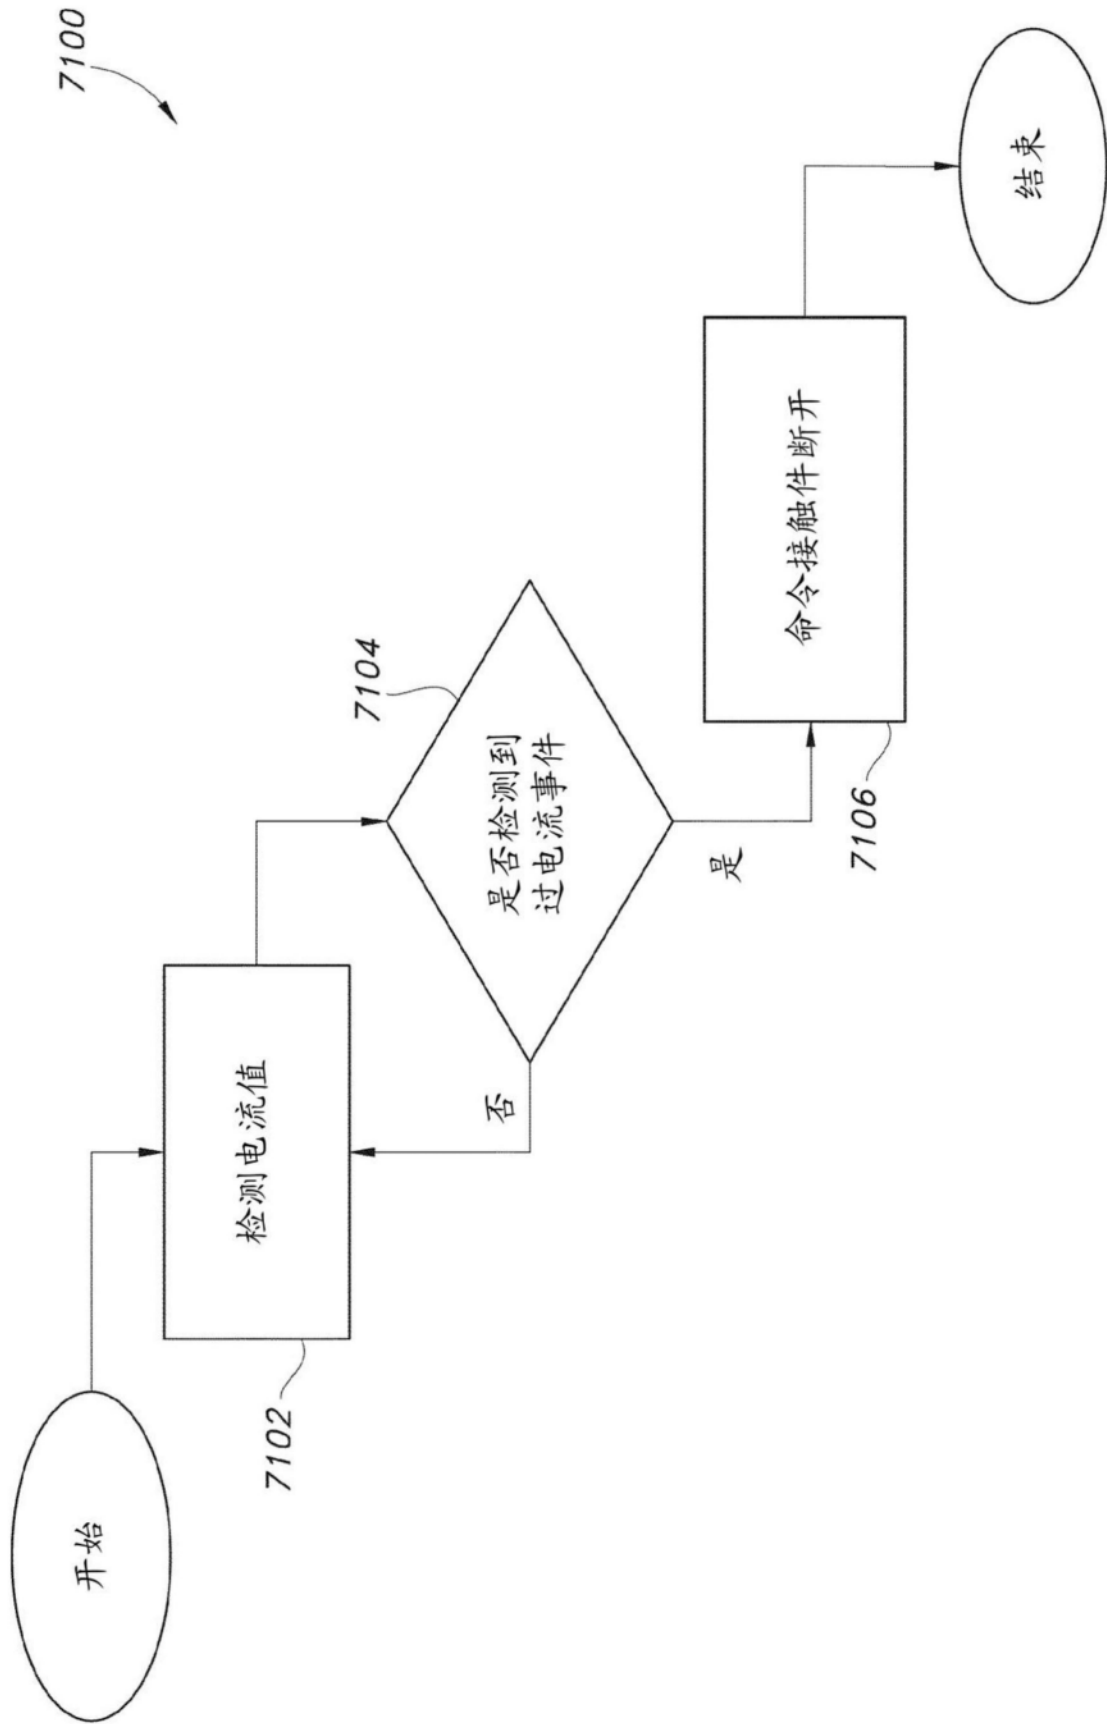 7100
开始
检测电流值
7102
是否检测到
过电流事件
7104
否
是
命令接触件断开
7106
结束